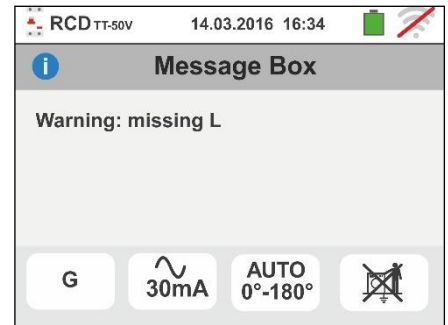 RCD TT-50V 14.03.2016 16:34
i Message Box
Warning: missing L
G 30mA AUTO
0°-180°